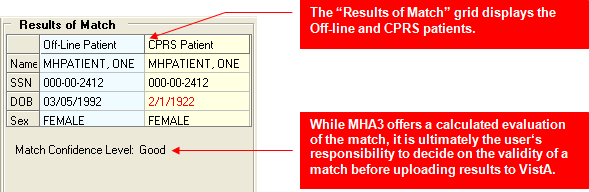 Results of Match
Off-Line Patient CPRS Patient
Name MHPATIENT, ONE MHPATIENT, ONE
SSN 000-00-2412 000-00-2412
DOB 03/05/1992 2/1/1922
Sex FEMALE FEMALE
Match Confidence Level: Good
The “Results of Match” grid displays the
Off-line and CPRS patients.
While MHA3 offers a calculated evaluation
of the match, it is ultimately the user‘s
responsibility to decide on the validity of a
match before uploading results to VistA.